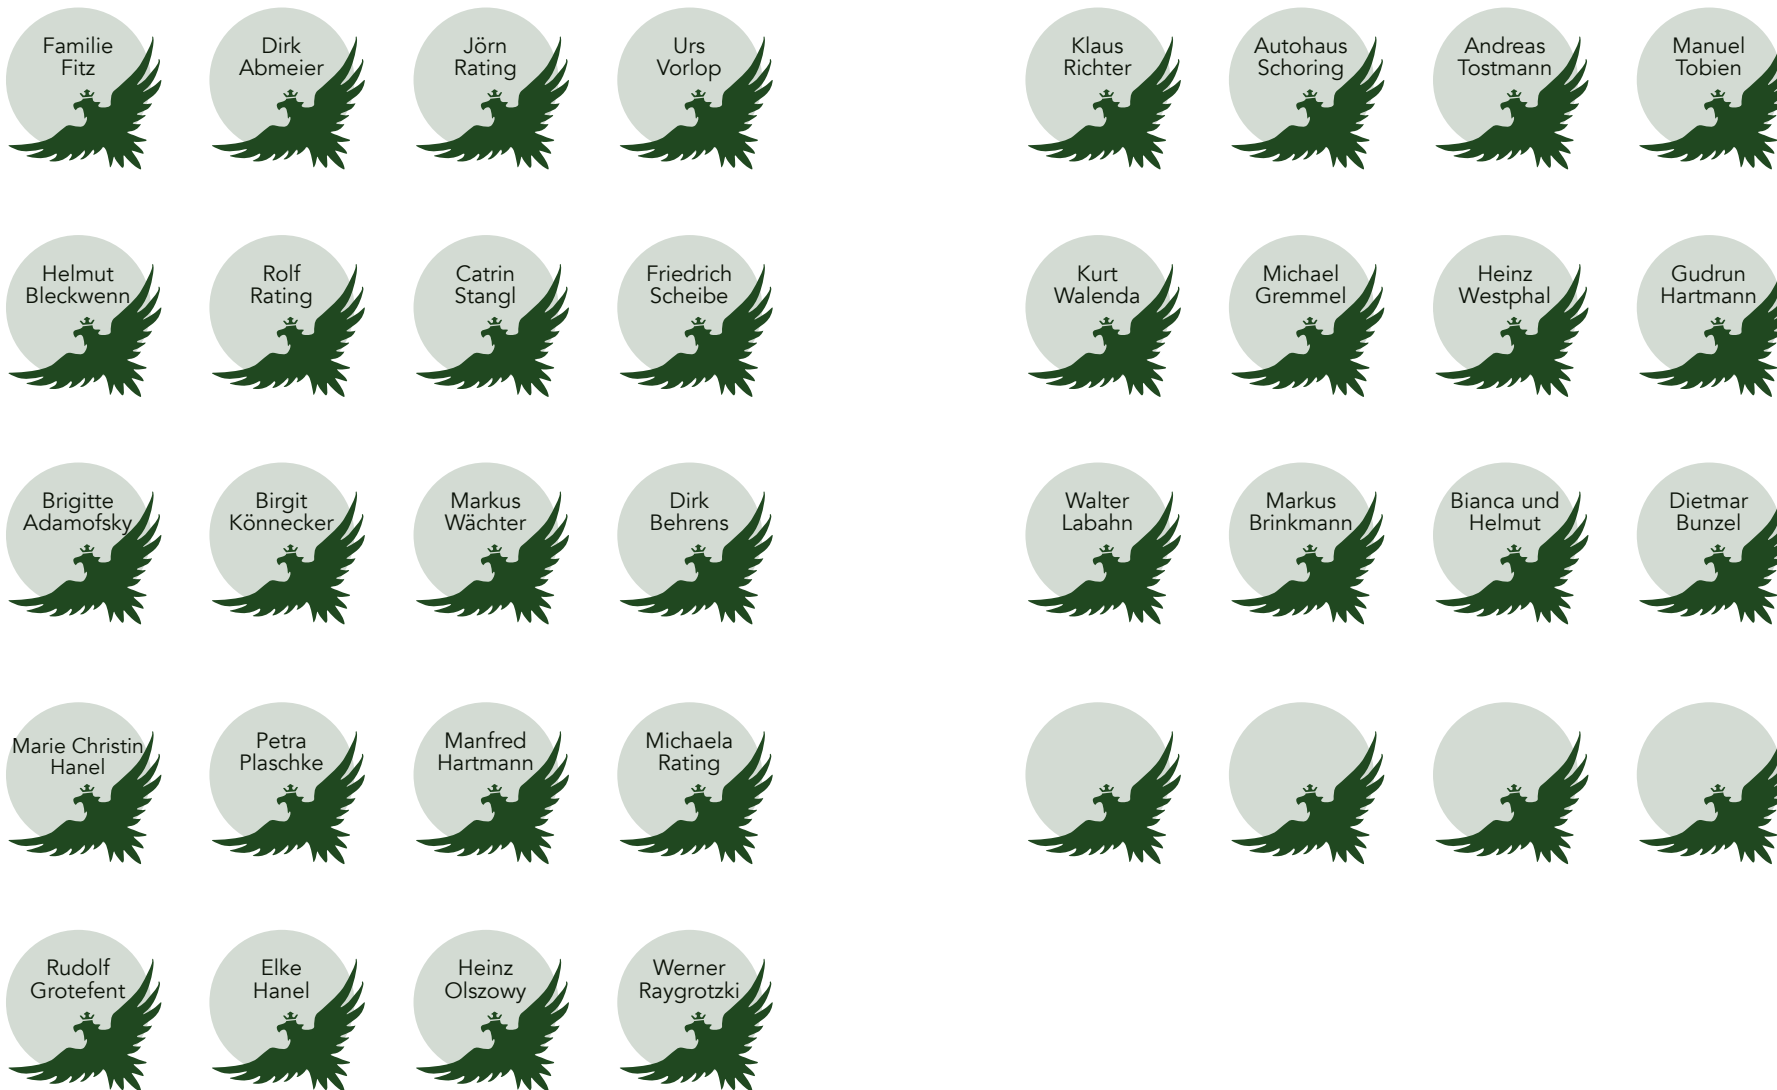 Familie
Fitz
Dirk
Abmeier
Jörn
Rating
Urs
Vorlop
Helmut
Bleckwenn
Rolf
Rating
Catrin
Stangl
Friedrich
Scheibe
Brigitte
Adamofsky
Birgit
Könnecker
Markus
Wächter
Dirk
Behrens
Marie Christin
Hanel
Petra
Plaschke
Manfred
Hartmann
Michaela
Rating
Rudolf
Grotefent
Elke
Hanel
Heinz
Olszowy
Werner
Raygrotzki
Klaus
Richter
Autohaus
Schoring
Andreas
Tostmann
Manuel
Tobien
Kurt
Walenda
Michael
Gremmel
Heinz
Westphal
Gudrun
Hartmann
Walter
Labahn
Markus
Brinkmann
Bianca und
Helmut
Dietmar
Bunzel